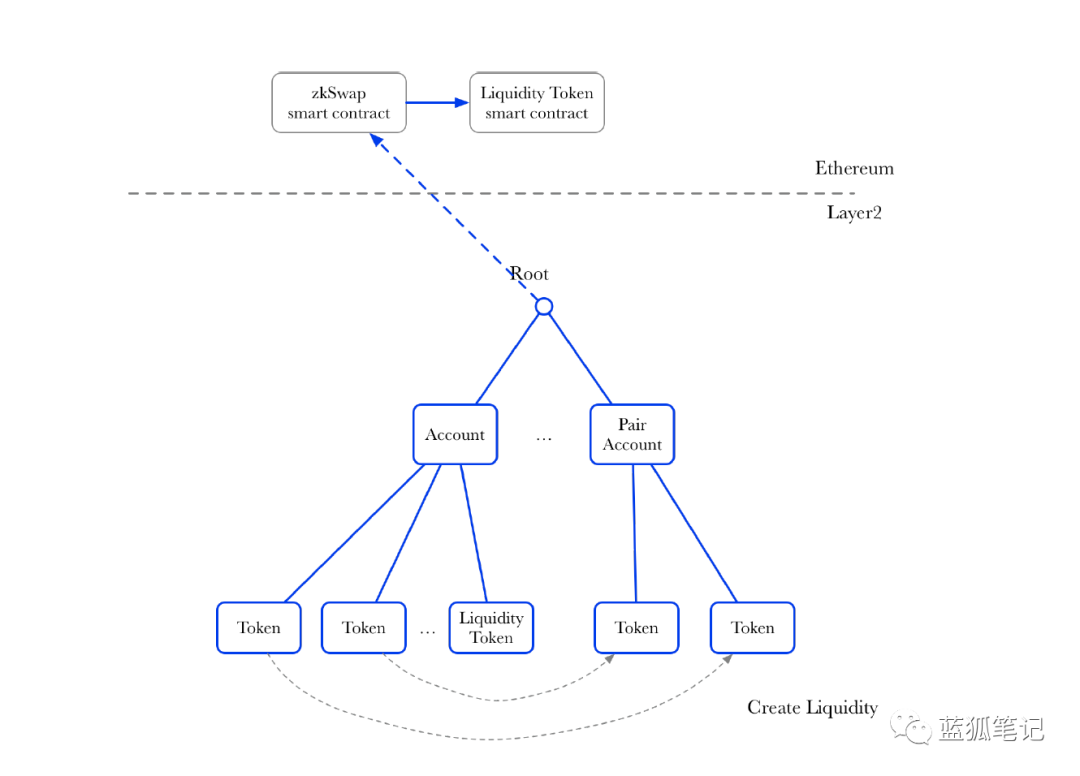 zkSwap
smart contract
Liquidity Token
smart contract
Ethereum
Layer2
Root
Account
...
Pair
Account
Token
Token
...
Liquidity
Token
Token
Token
Create Liquidity
蓝狐笔记